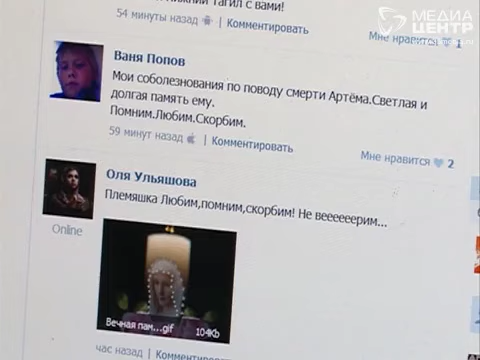 Тагил с вами!
54 минуты назад | Комментировать
Мне нравится 1
МЕДИА
ЦЕНТР
Ваня Попов
Мои соболезнования по поводу смерти Артёма.Светлая и
долгая память ему.
Помним.Любим.Скорбим.
59 минут назад | Комментировать
Мне нравится 2
Оля Ульяшова
Племяшка Любим,помним,скорбим! Не веееееерим...
Online
Вечная пам...gif 104Kb
час назад | Комментировать